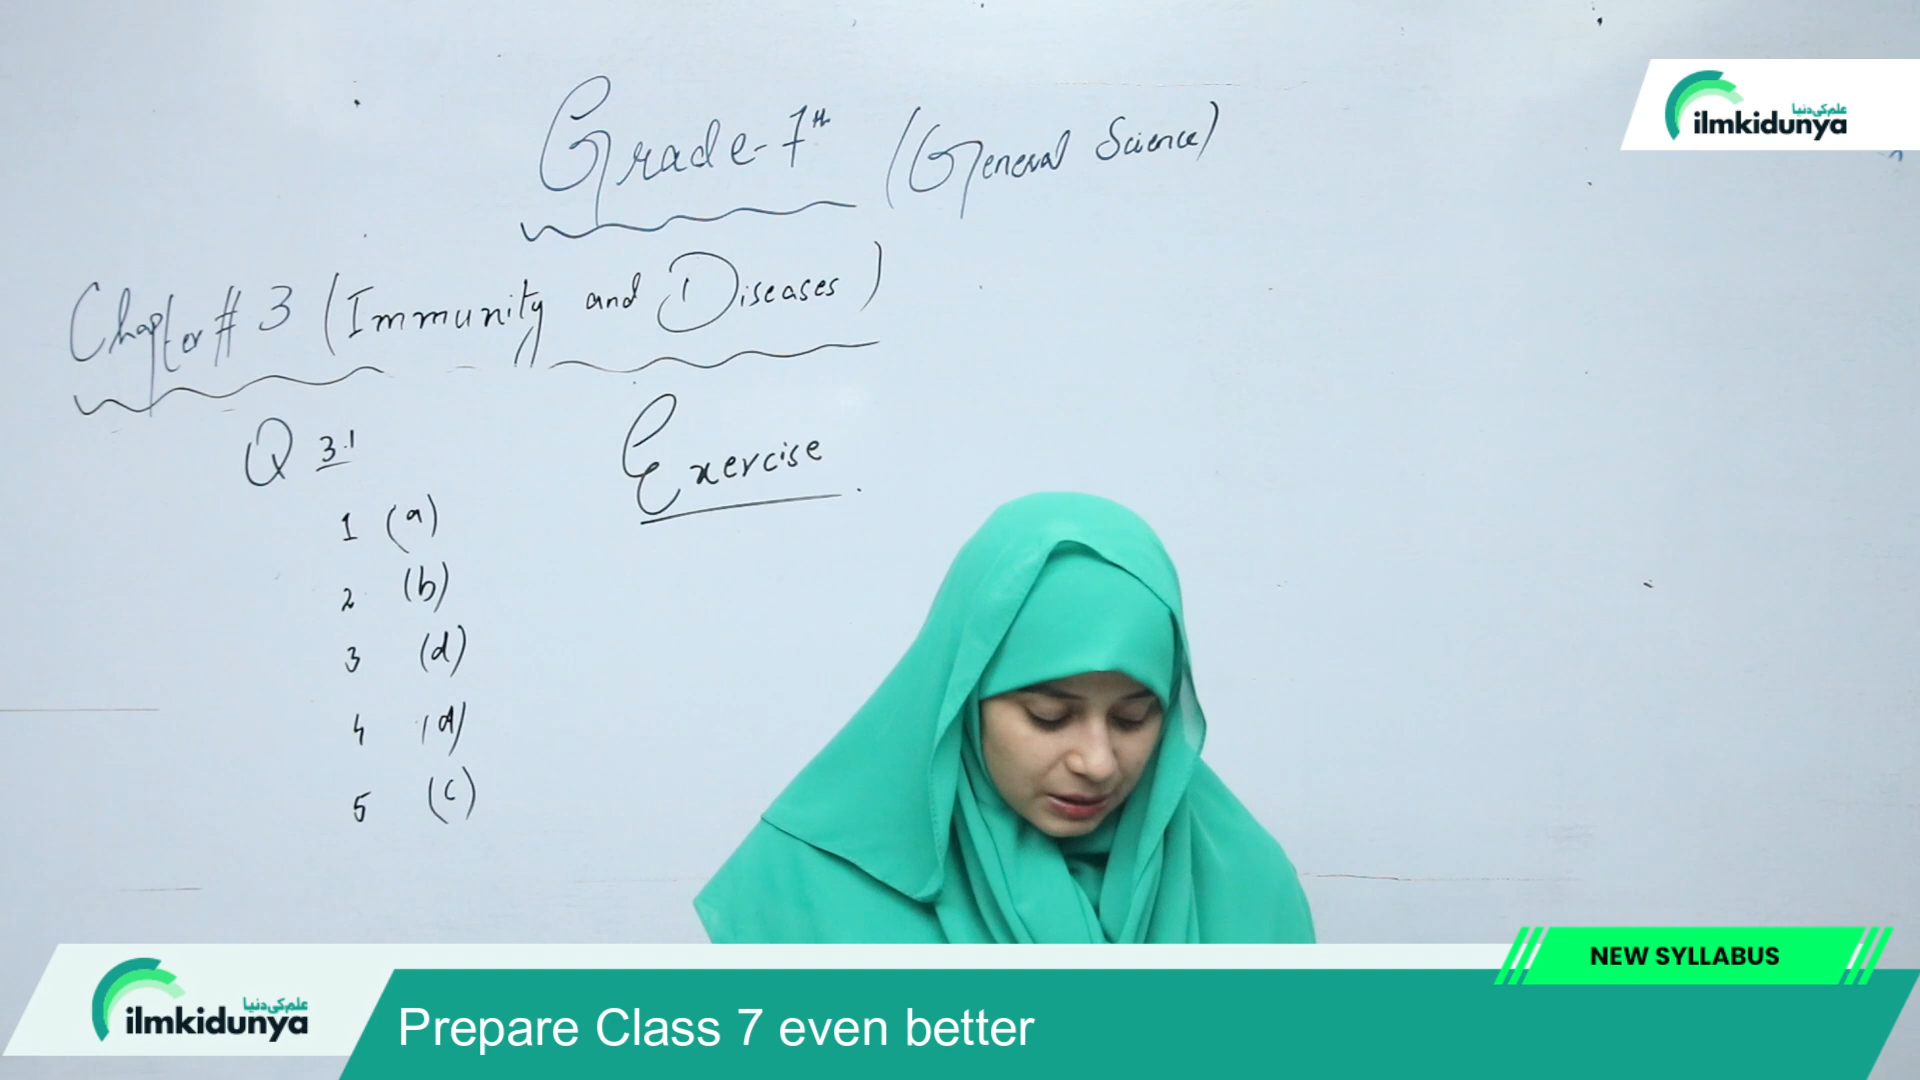 Grade-7th (General Science)
علم کی دنیا
ilmkidunya
Chapter # 3 (Immunity and Diseases)
Q 3.1
Exercise
1 (a)
2 (b)
3 (d)
4 (d)
5 (c)
NEW SYLLABUS
علم کی دنیا
ilmkidunya
Prepare Class 7 even better